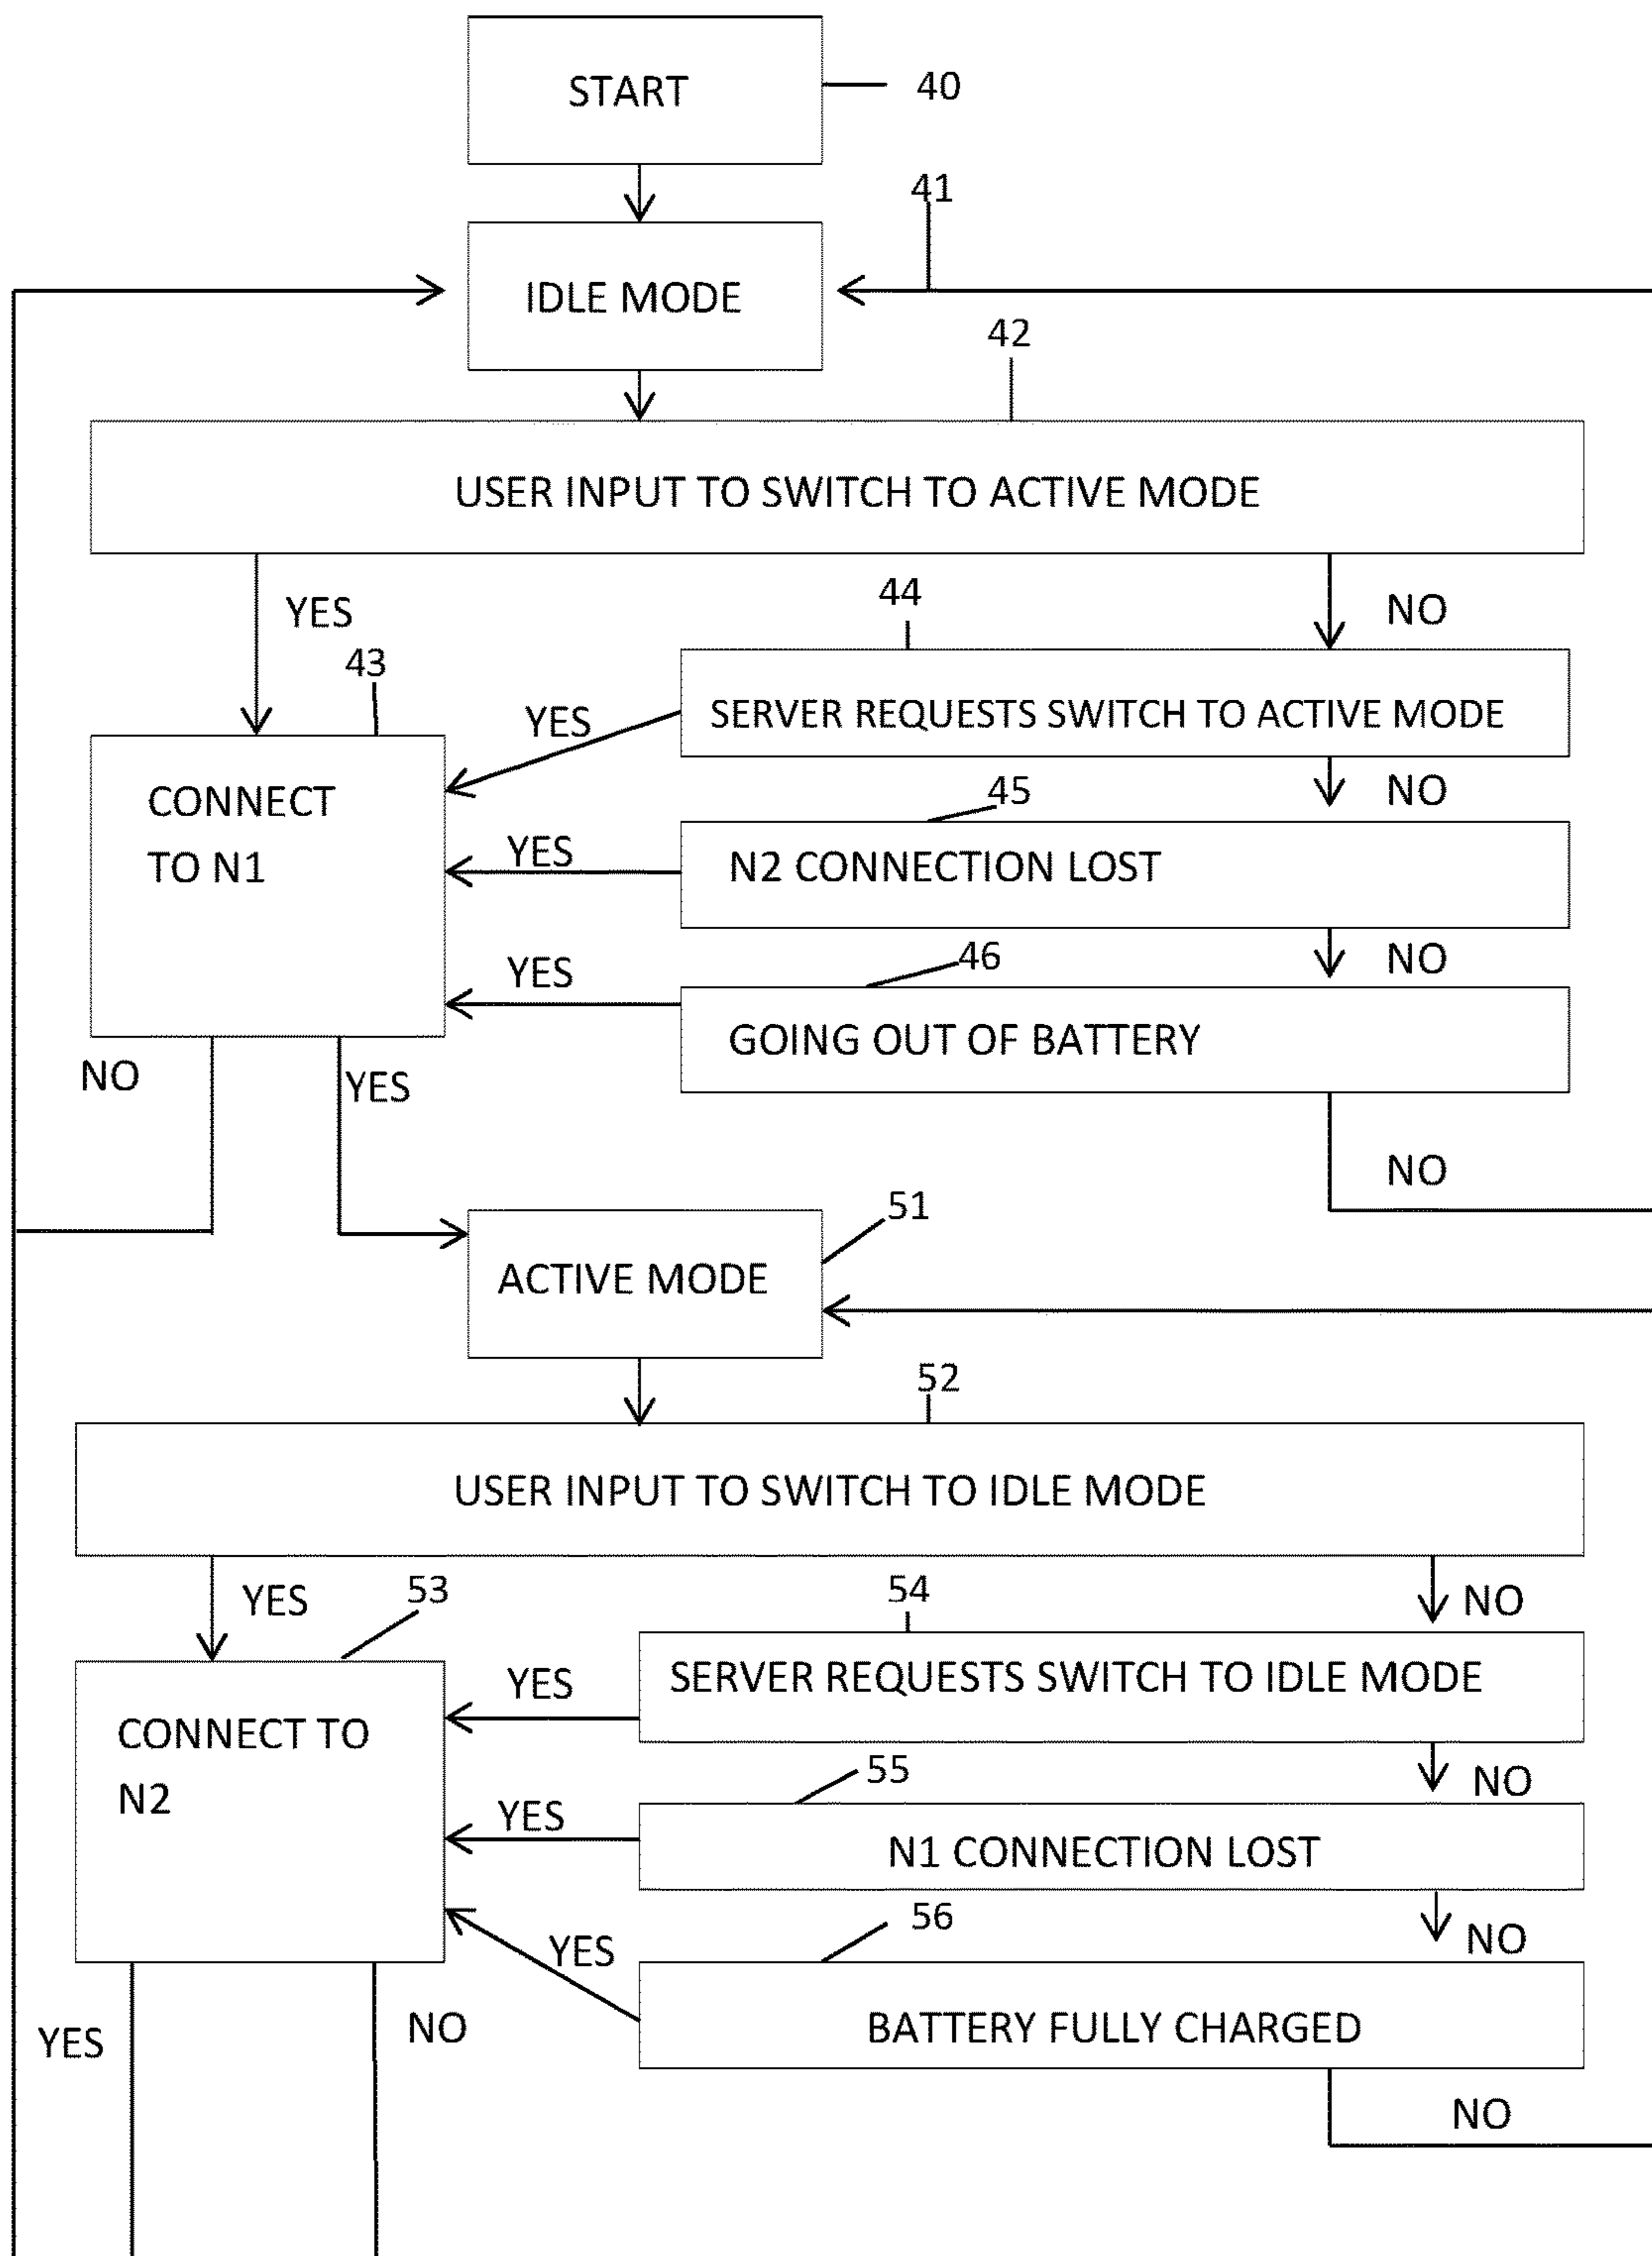 START
40
41
IDLE MODE
42
USER INPUT TO SWITCH TO ACTIVE MODE
YES
NO
44
43
SERVER REQUESTS SWITCH TO ACTIVE MODE
YES
CONNECT
TO N1
NO
45
N2 CONNECTION LOST
YES
NO
46
YES
GOING OUT OF BATTERY
NO
YES
NO
51
ACTIVE MODE
52
USER INPUT TO SWITCH TO IDLE MODE
YES
53
54
NO
SERVER REQUESTS SWITCH TO IDLE MODE
YES
CONNECT TO
N2
55
NO
YES
N1 CONNECTION LOST
56
NO
YES
BATTERY FULLY CHARGED
YES
NO
NO